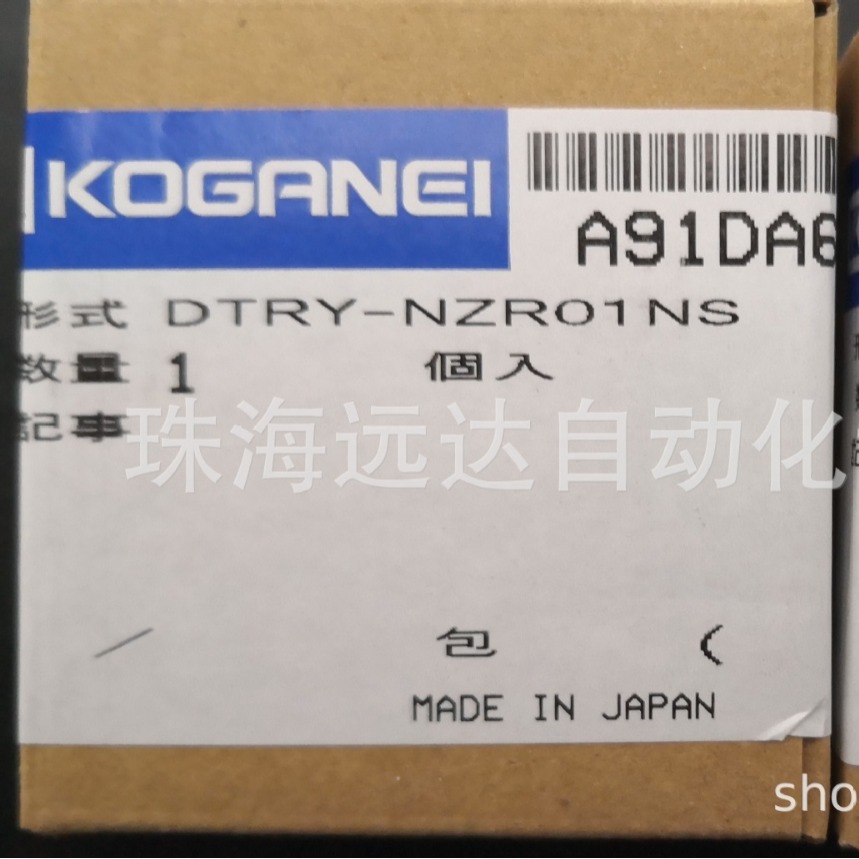 KOGANEI
A91DA6
形式 DTRY-NZR01NS
数量 1 個入
記事
珠海远达自动化
包 (
MADE IN JAPAN
sho